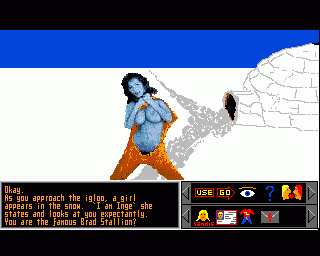 Okay.
As you approach the igloo, a girl
appears in the snow. "I am Inge" she
states and looks at you expectantly.
You are the famous Brad Stallion?
USE GO ?
Sandie